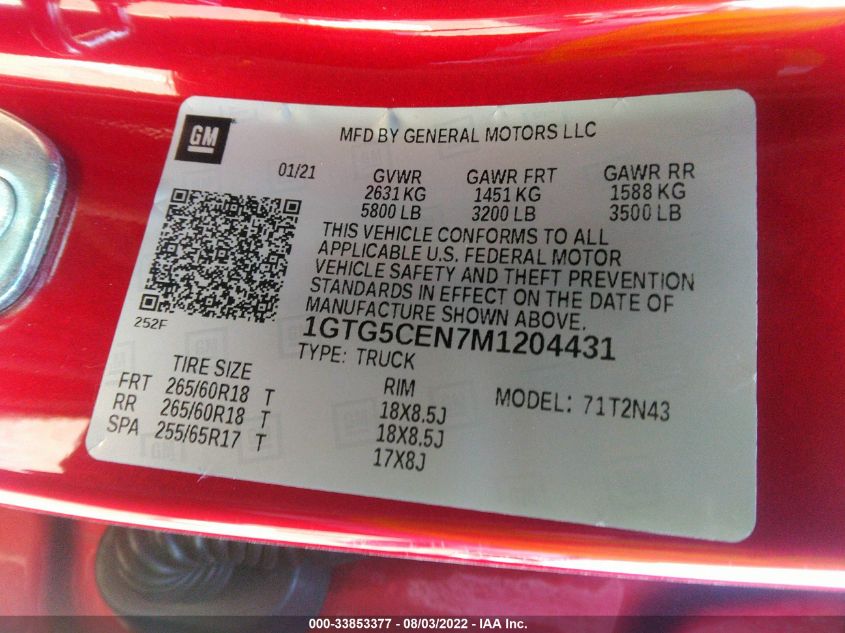 GM
MFD BY GENERAL MOTORS LLC
01/21
GVWR GAWR FRT GAWR RR
2631 KG 1451 KG 1588 KG
5800 LB 3200 LB 3500 LB
THIS VEHICLE CONFORMS TO ALL
APPLICABLE U.S. FEDERAL MOTOR
VEHICLE SAFETY AND THEFT PREVENTION
STANDARDS IN EFFECT ON THE DATE OF
MANUFACTURE SHOWN ABOVE.
252F
1GTG5CEN7M1204431
TYPE: TRUCK
TIRE SIZE RIM MODEL: 71T2N43
FRT 265/60R18 T 18X8.5J
RR 265/60R18 T 18X8.5J
SPA 255/65R17 T 17X8J
000-33853377 - 08/03/2022 - IAA Inc.